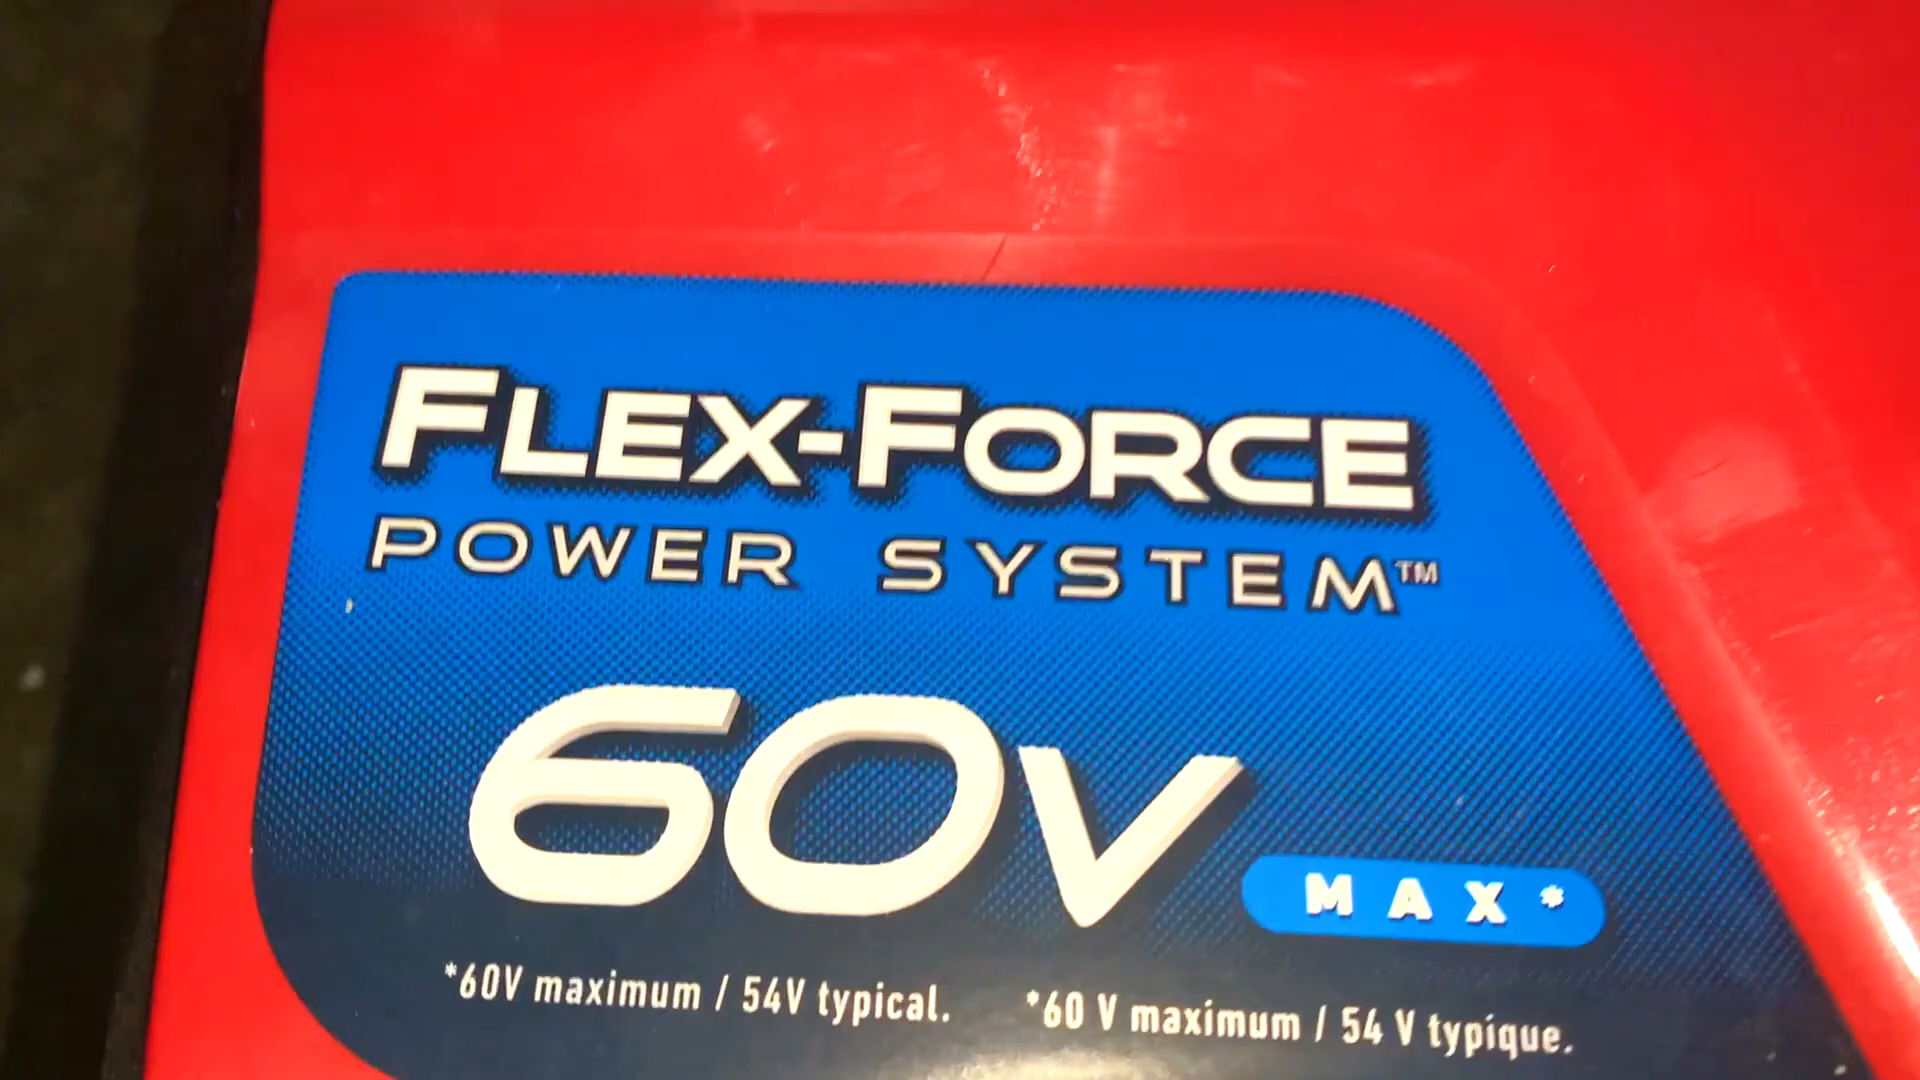 FLEX-FORCE
POWER SYSTEM™
60V MAX*
*60V maximum / 54V typical. *60 V maximum / 54 V typique.